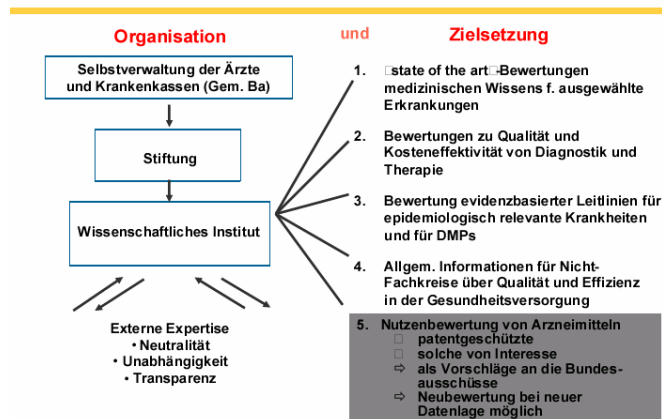 Organisation und Zielsetzung
Selbstverwaltung der Ärzte
und Krankenkassen (Gem. Ba)
Stiftung
Wissenschaftliches Institut
Externe Expertise
• Neutralität
• Unabhängigkeit
• Transparenz
1. □state of the art□-Bewertungen
medizinischen Wissens f. ausgewählte
Erkrankungen
2. Bewertungen zu Qualität und
Kosteneffektivität von Diagnostik und
Therapie
3. Bewertung evidenzbasierter Leitlinien für
epidemiologisch relevante Krankheiten
und für DMPs
4. Allgem. Informationen für Nicht-
Fachkreise über Qualität und Effizienz
in der Gesundheitsversorgung
5. Nutzenbewertung von Arzneimitteln
□ patentgeschützte
□ solche von Interesse
⇨ als Vorschläge an die Bundes-
ausschüsse
⇨ Neubewertung bei neuer
Datenlage möglich